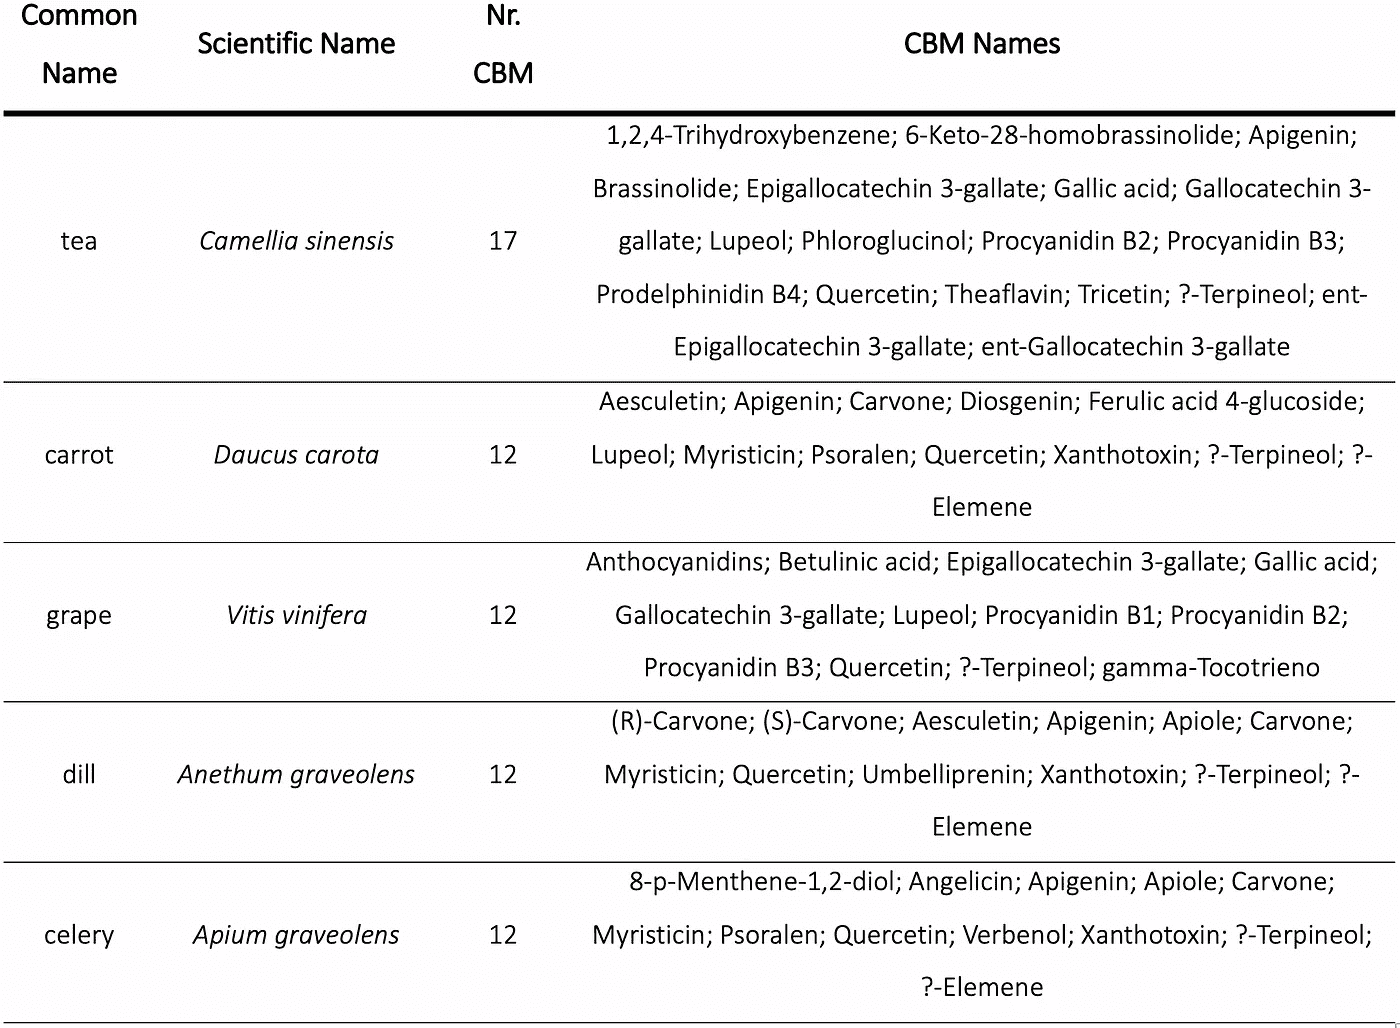 Common Name
Scientific Name
Nr. CBM
CBM Names
tea
Camellia sinensis
17
1,2,4-Trihydroxybenzene; 6-Keto-28-homobrassinolide; Apigenin;
Brassinolide; Epigallocatechin 3-gallate; Gallic acid; Gallocatechin 3-
gallate; Lupeol; Phloroglucinol; Procyanidin B2; Procyanidin B3;
Prodelphinidin B4; Quercetin; Theaflavin; Tricetin; ?-Terpineol; ent-
Epigallocatechin 3-gallate; ent-Gallocatechin 3-gallate
carrot
Daucus carota
12
Aesculetin; Apigenin; Carvone; Diosgenin; Ferulic acid 4-glucoside;
Lupeol; Myristicin; Psoralen; Quercetin; Xanthotoxin; ?-Terpineol; ?-
Elemene
grape
Vitis vinifera
12
Anthocyanidins; Betulinic acid; Epigallocatechin 3-gallate; Gallic acid;
Gallocatechin 3-gallate; Lupeol; Procyanidin B1; Procyanidin B2;
Procyanidin B3; Quercetin; ?-Terpineol; gamma-Tocotrieno
dill
Anethum graveolens
12
(R)-Carvone; (S)-Carvone; Aesculetin; Apigenin; Apiole; Carvone;
Myristicin; Quercetin; Umbelliprenin; Xanthotoxin; ?-Terpineol; ?-
Elemene
celery
Apium graveolens
12
8-p-Menthene-1,2-diol; Angelicin; Apigenin; Apiole; Carvone;
Myristicin; Psoralen; Quercetin; Verbenol; Xanthotoxin; ?-Terpineol;
?-Elemene